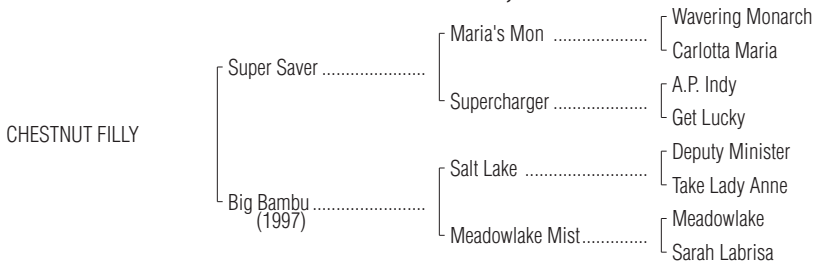 Wavering Monarch
Maria's Mon ...................
Carlotta Maria
Super Saver .....................
A.P. Indy
Supercharger ...................
Get Lucky
CHESTNUT FILLY
Deputy Minister
Salt Lake .........................
Take Lady Anne
Big Bambu .......................
(1997)
Meadowlake
Meadowlake Mist..............
Sarah Labrisa